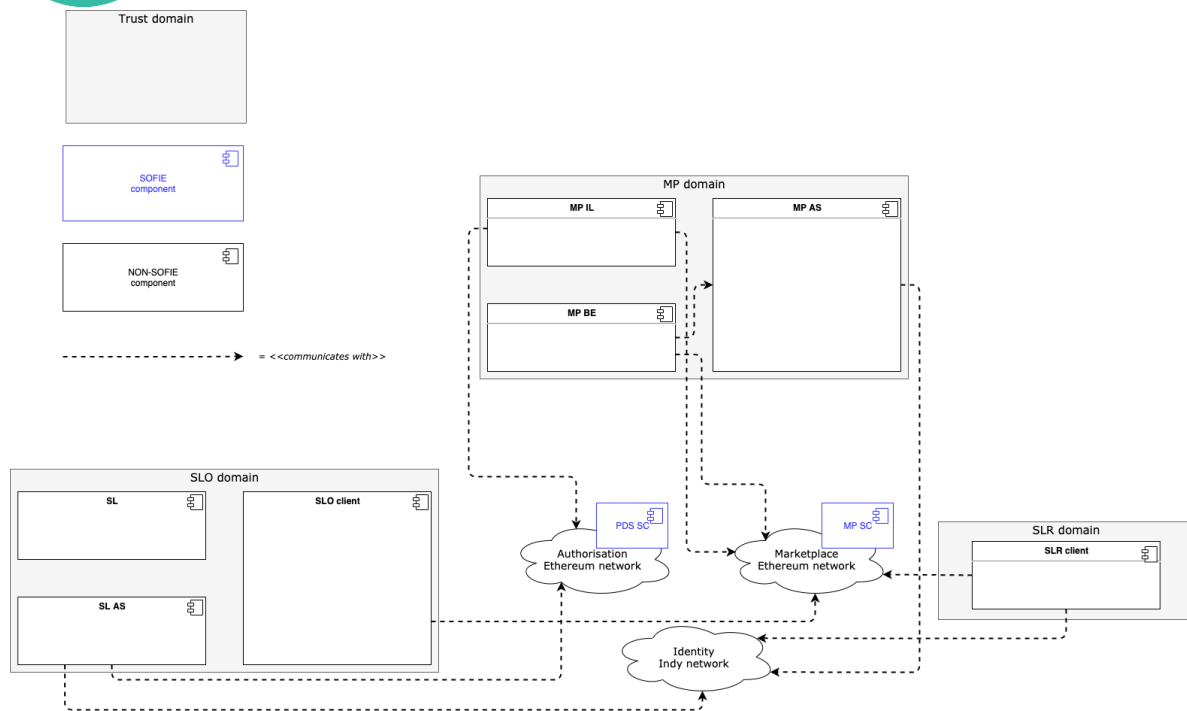 Trust domain
SOFIE
component
NON-SOFIE
component
= <<communicates with>>
MP domain
MP IL
MP AS
MP BE
SLO domain
SL
SLO client
SL AS
PDS SC
Authorisation
Ethereum network
MP SC
Marketplace
Ethereum network
SLR domain
SLR client
Identity
Indy network